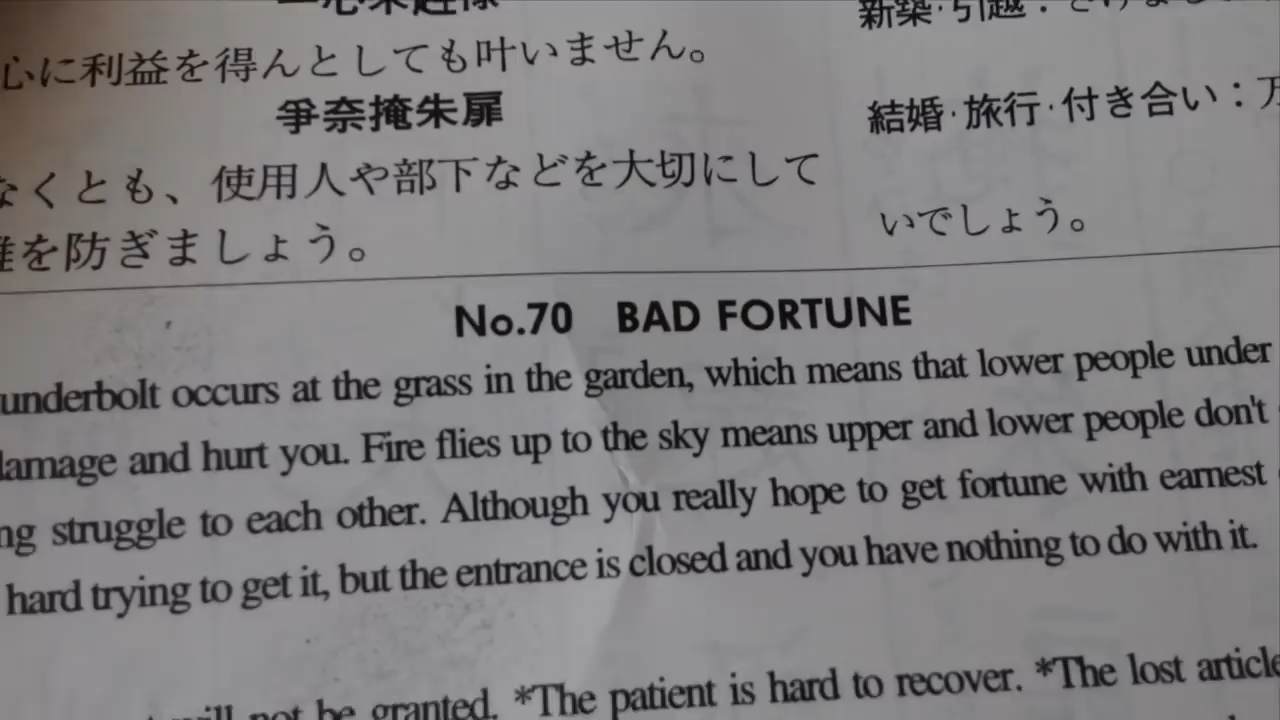 心に利益を得んとしても叶いません。
爭奈掩朱扉
なくとも、使用人や部下などを大切にして
を防ぎましょう。
新築·引越：
結婚·旅行·付き合い：万
いでしょう。
No.70 BAD FORTUNE
underbolt occurs at the grass in the garden, which means that lower people under
damage and hurt you. Fire flies up to the sky means upper and lower people don't
ng struggle to each other. Although you really hope to get fortune with earnest
hard trying to get it, but the entrance is closed and you have nothing to do with it.
will not be granted. *The patient is hard to recover. *The lost article